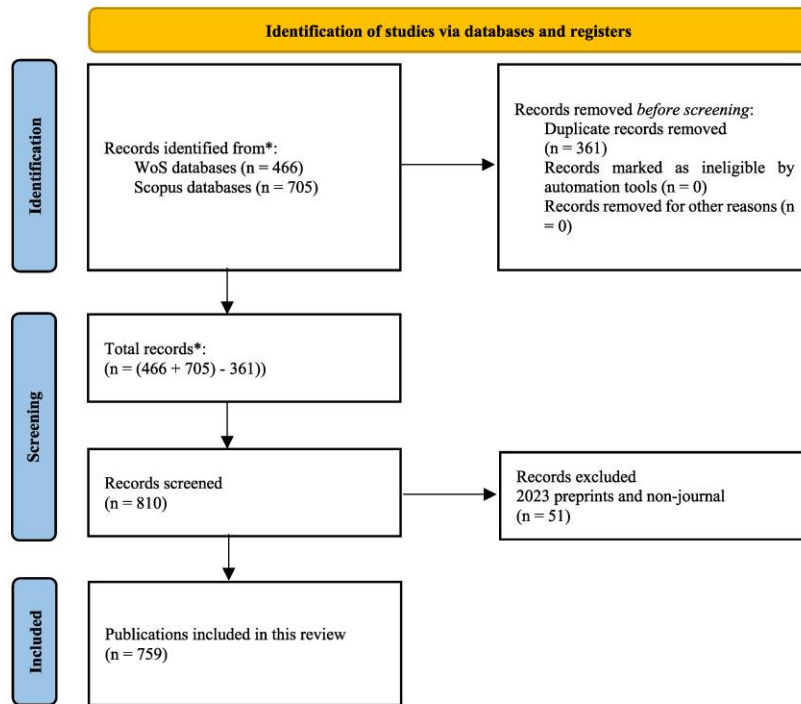 Identification of studies via databases and registers
Identification
Records identified from*:
WoS databases (n = 466)
Scopus databases (n = 705)
Records removed before screening:
Duplicate records removed
(n = 361)
Records marked as ineligible by
automation tools (n = 0)
Records removed for other reasons (n
= 0)
Screening
Total records*:
(n = (466 + 705) - 361))
Records screened
(n = 810)
Records excluded
2023 preprints and non-journal
(n = 51)
Included
Publications included in this review
(n = 759)